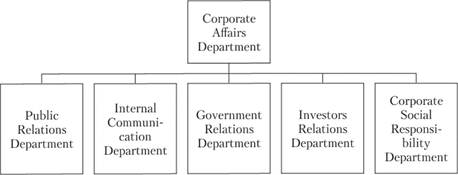 Corporate
Affairs
Department
Public
Relations
Department
Internal
Communi-
cation
Department
Government
Relations
Department
Investors
Relations
Department
Corporate
Social
Responsi-
bility
Department